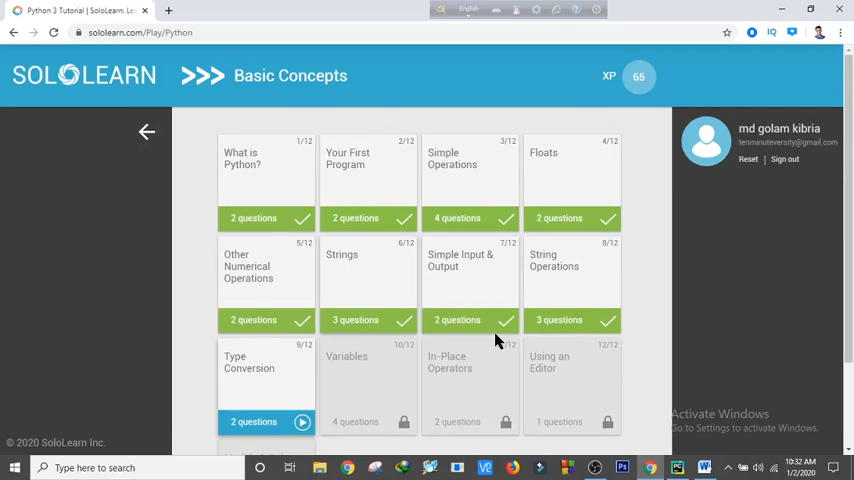 Python 3 Tutorial | SoloLearn: Le
English
sololearn.com/Play/Python
IQ
SOLOLEARN
Basic Concepts
XP
65
md golam kibria
tenminuteversity@gmail.com
Reset | Sign out
1/12
What is
Python?
2 questions
2/12
Your First
Program
2 questions
3/12
Simple
Operations
4 questions
4/12
Floats
2 questions
5/12
Other
Numerical
Operations
2 questions
6/12
Strings
3 questions
7/12
Simple Input &
Output
2 questions
8/12
String
Operations
3 questions
9/12
Type
Conversion
2 questions
10/12
Variables
4 questions
/12
In-Place
Operators
2 questions
12/12
Using an
Editor
1 questions
Activate Windows
Go to Settings to activate Windows.
© 2020 SoloLearn Inc.
Type here to search
10:32 AM
1/2/2020